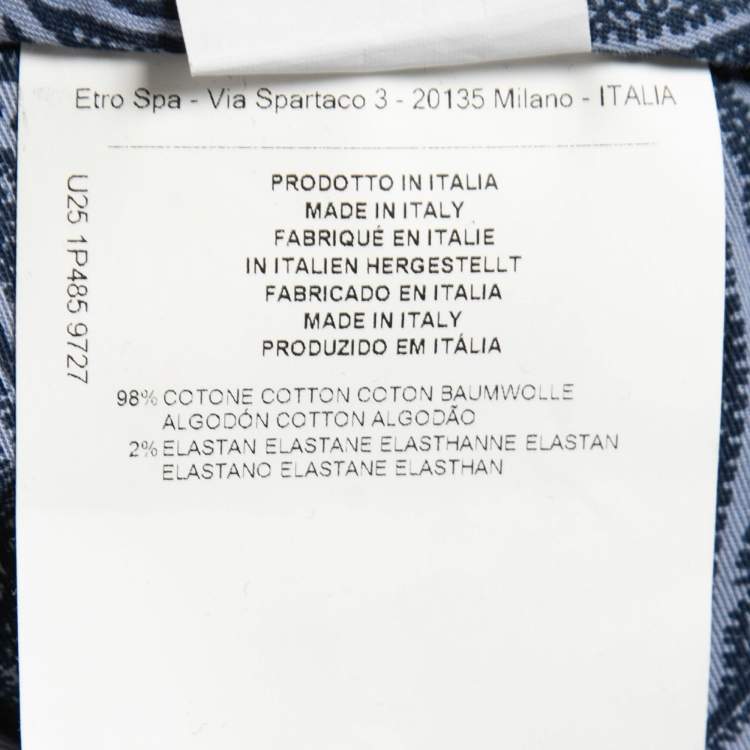 Etro Spa - Via Spartaco 3 - 20135 Milano - ITALIA
PRODOTTO IN ITALIA
MADE IN ITALY
FABRIQUÉ EN ITALIE
IN ITALIEN HERGESTELLT
FABRICADO EN ITALIA
MADE IN ITALY
PRODUZIDO EM ITÁLIA
98% COTONE COTTON COTON BAUMWOLLE
ALGODÓN COTTON ALGODÃO
2% ELASTAN ELASTANE ELASTHANNE ELASTAN
ELASTANO ELASTANE ELASTHAN
U25 1P485 9727